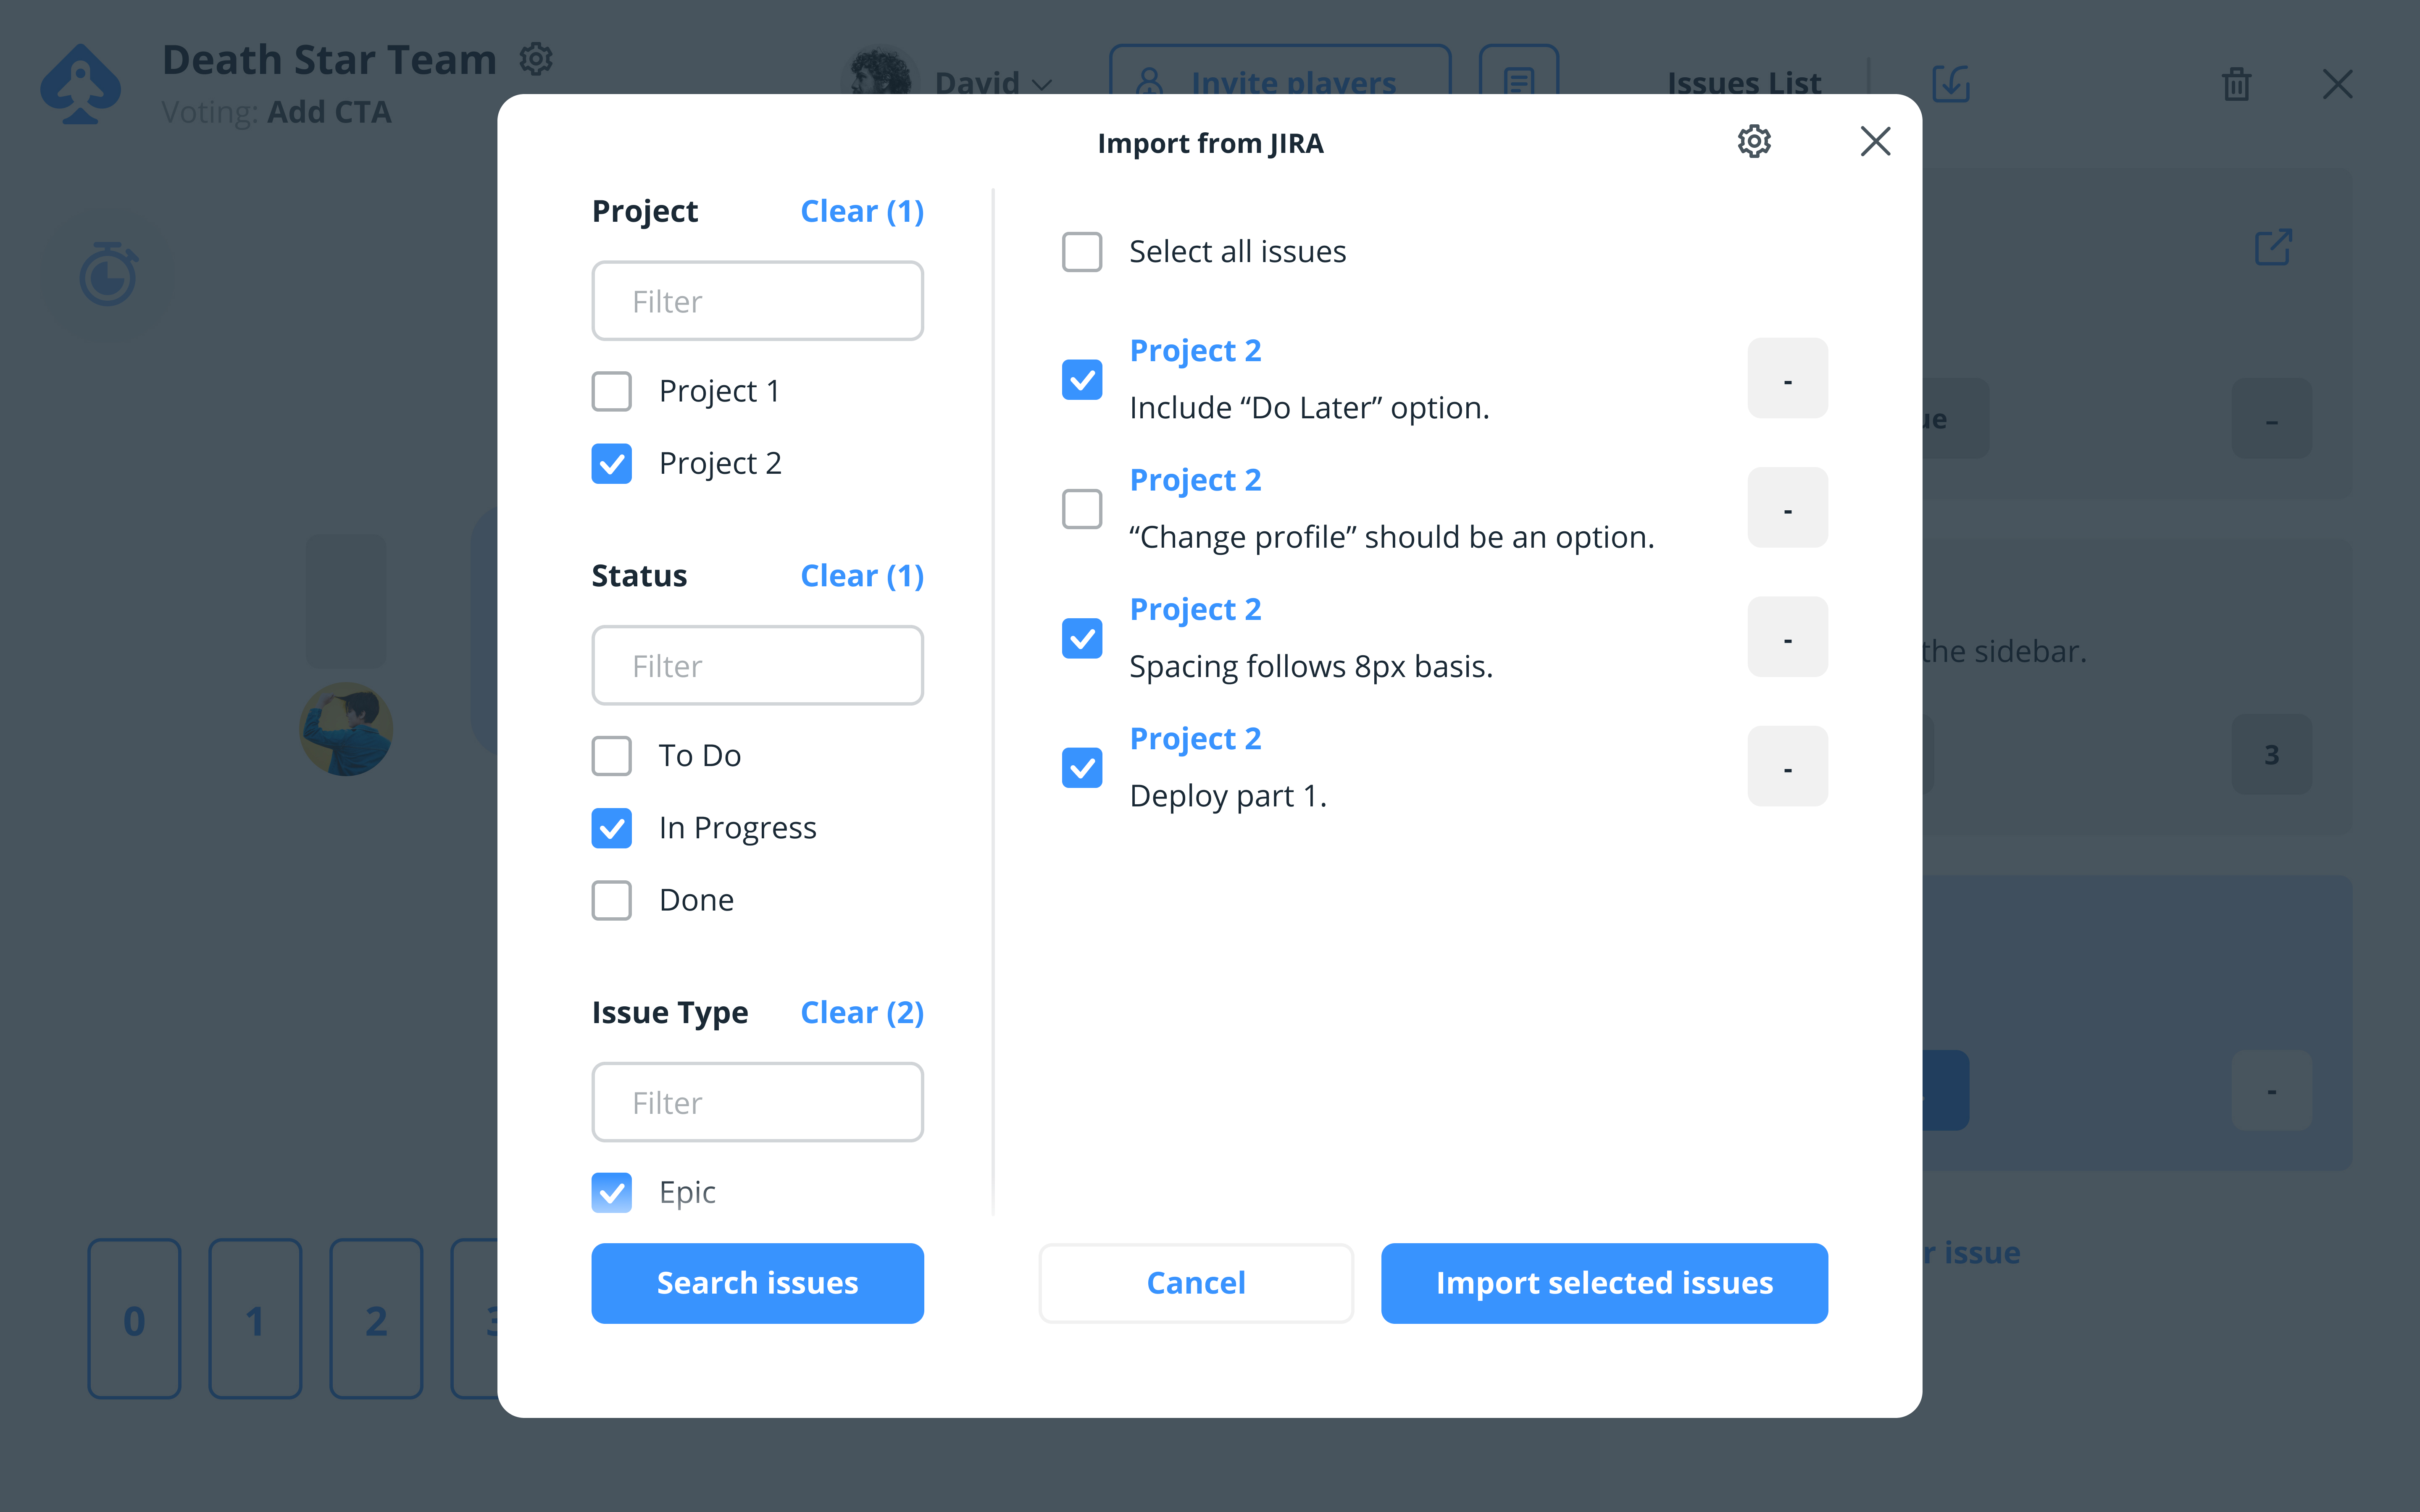 Death Star Team
Voting: Add CTA
David
Invite players
Issues List
Import from JIRA
Project
Clear (1)
Filter
Project 1
Project 2
Status
Clear (1)
Filter
To Do
In Progress
Done
Issue Type
Clear (2)
Filter
Epic
Search issues
Select all issues
Project 2
Include “Do Later” option.
-
Project 2
“Change profile” should be an option.
-
Project 2
Spacing follows 8px basis.
-
Project 2
Deploy part 1.
-
Cancel
Import selected issues
–
the sidebar.
3
-
issue
0
1
2